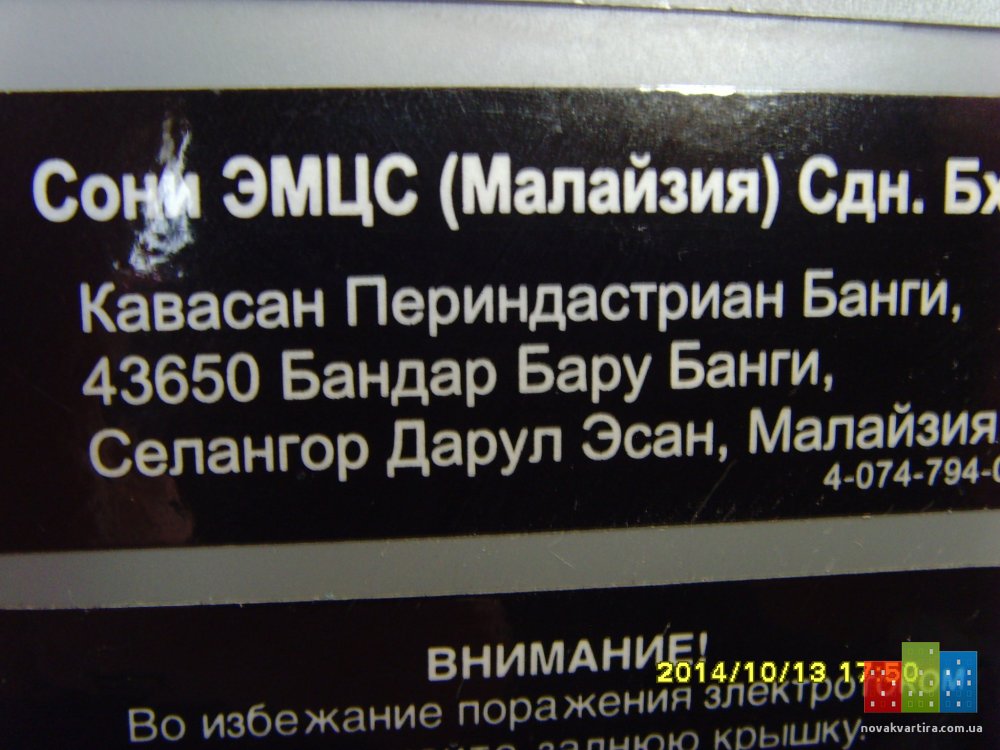 Сони ЭМЦС (Малайзия) Сдн. Бх
Кавасан Периндастриан Банги,
43650 Бандар Бару Банги,
Селангор Дарул Эсан, Малайзия
4-074-794-0
ВНИМАНИЕ!
2014/10/13 17:50
Во избежание поражения электро
заднюю крышку.
novakvartira.com.ua